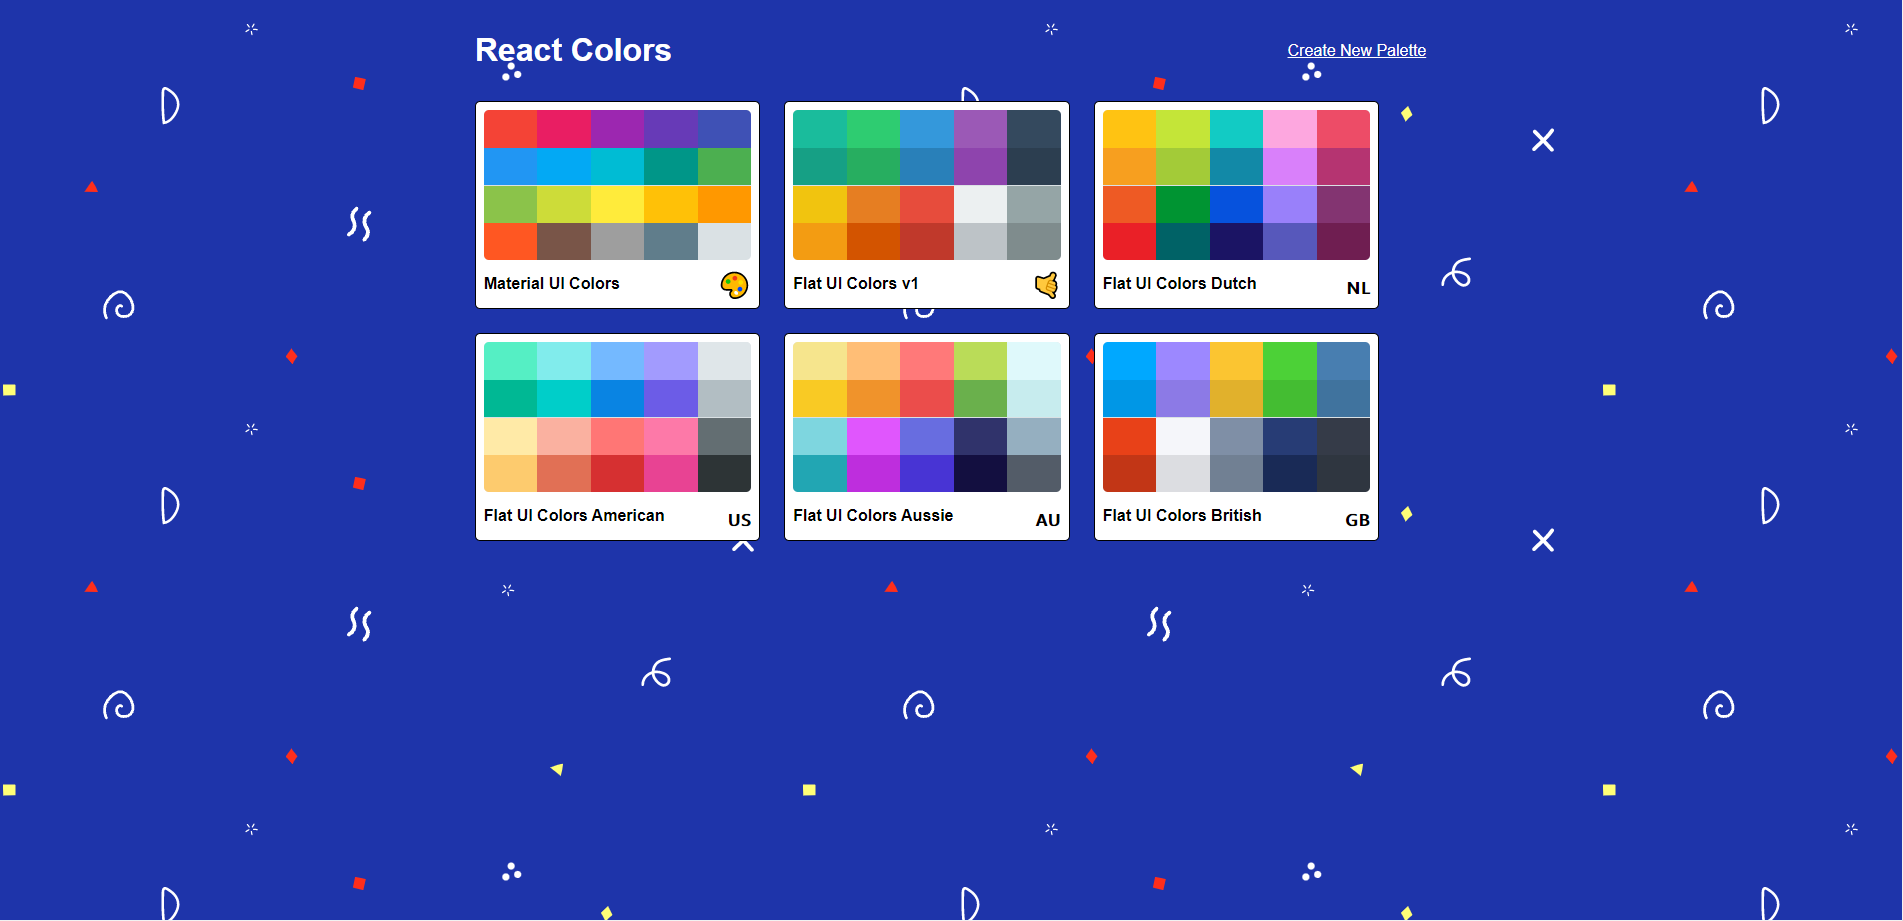 React Colors
Create New Palette
Material UI Colors
Flat UI Colors v1
Flat UI Colors Dutch
NL
Flat UI Colors American
US
Flat UI Colors Aussie
AU
Flat UI Colors British
GB